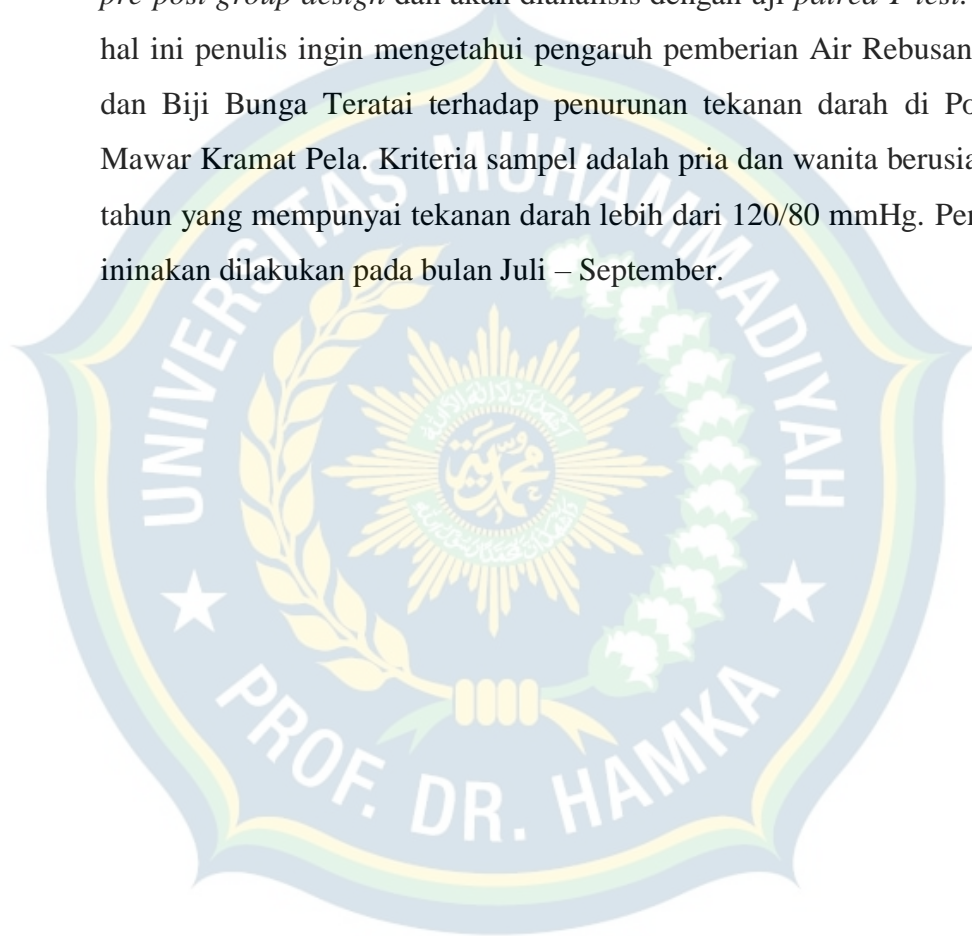 pre-post group design dan akan dianalisis dengan uji paired T-test.
hal ini penulis ingin mengetahui pengaruh pemberian Air Rebusan
dan Biji Bunga Teratai terhadap penurunan tekanan darah di Po
Mawar Kramat Pela. Kriteria sampel adalah pria dan wanita berusia
tahun yang mempunyai tekanan darah lebih dari 120/80 mmHg. Pen
ininakan dilakukan pada bulan Juli – September.
UNIVERSITAS MUHAMMADIYAH
PROF. DR. HAMKA